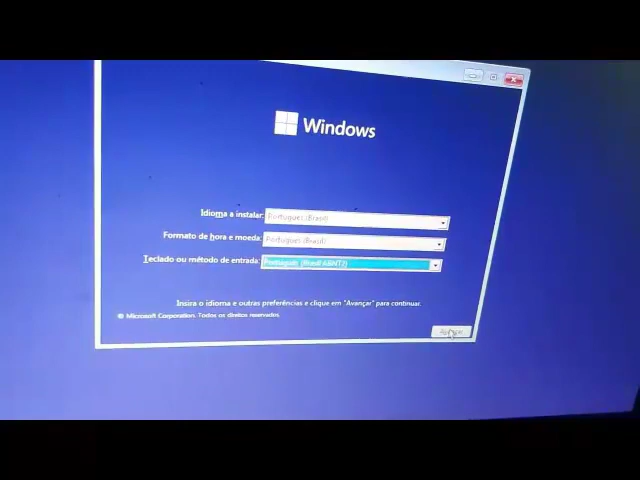 Windows
Idioma a instalar: Português (Brasil)
Formato de hora e moeda: Português (Brasil)
Teclado ou método de entrada: Português (Brasil ABNT2)
Insira o idioma e outras preferências e clique em "Avançar" para continuar.
© Microsoft Corporation. Todos os direitos reservados.
Avançar